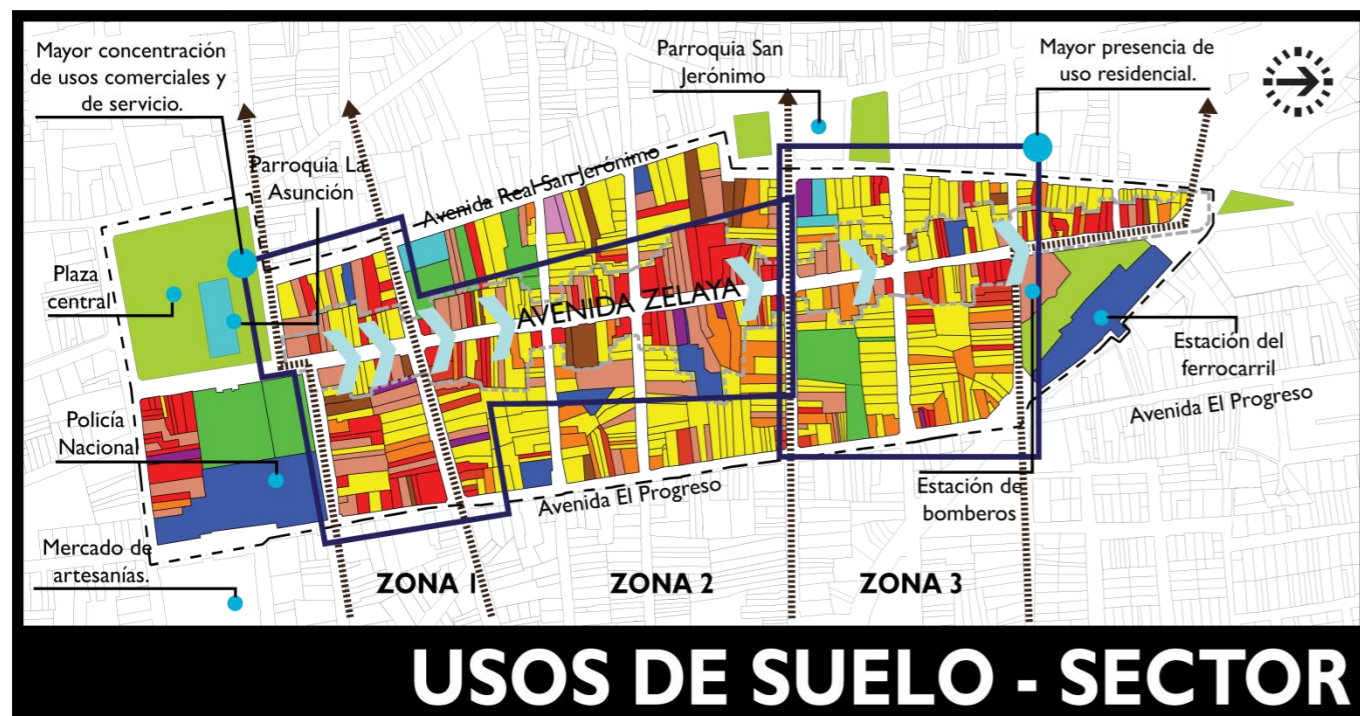 Mayor concentración
de usos comerciales y
de servicio.
Parroquia San
Jerónimo
Mayor presencia de
uso residencial.
Parroquia La
Asunción
Avenida Real San Jerónimo
Plaza
central
AVENIDA ZELAYA
Estación del
ferrocarril
Avenida El Progreso
Policía
Nacional
Estación de
bomberos
Avenida El Progreso
Mercado de
artesanías.
ZONA 1
ZONA 2
ZONA 3
USOS DE SUELO - SECTOR